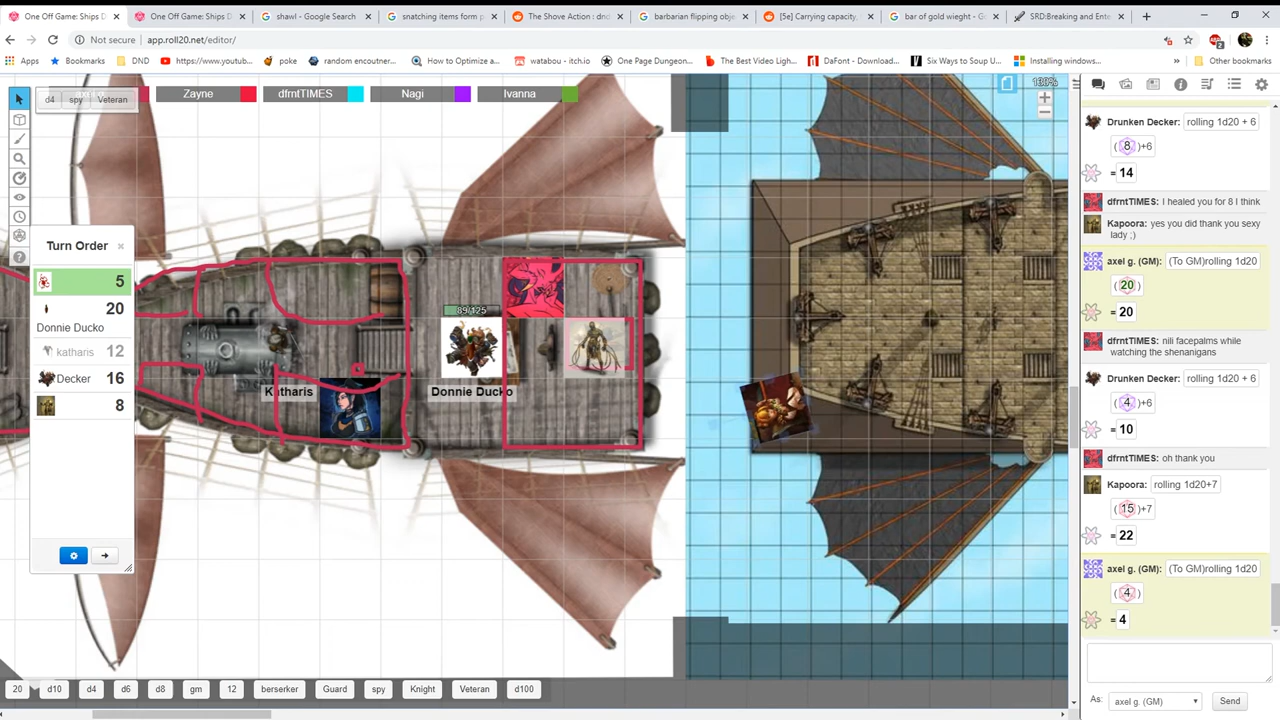 One Off Game: Ships D
One Off Game: Ships D
shawl - Google Search
snatching items form p
The Shove Action : dnd
barbarian flipping obje
[5e] Carrying capacity,
bar of gold wieght - Go
SRD:Breaking and Ente
Not secure | app.roll20.net/editor/
2
Apps
Bookmarks
DND
https://www.youtub...
poke
random encoutner...
How to Optimize a...
watabou - itch.io
One Page Dungeon...
The Best Video Ligh...
DaFont - Download...
Six Ways to Soup U...
Installing windows...
»
Other bookmarks
d4
spy
Veteran
Zayne
dfrntTIMES
Nagi
Ivanna
Turn Order
5
20
Donnie Ducko
katharis 12
Decker 16
8
89/125
Katharis
Donnie Ducko
Drunken Decker: rolling 1d20 + 6
(8)+6
= 14
dfrntTIMES: I healed you for 8 I think
Kapoora: yes you did thank you sexy
lady ;)
axel g. (GM): (To GM)rolling 1d20
(20)
= 20
dfrntTIMES: nili facepalms while
watching the shenanigans
Drunken Decker: rolling 1d20 + 6
(4)+6
= 10
dfrntTIMES: oh thank you
Kapoora: rolling 1d20+7
(15)+7
= 22
axel g. (GM): (To GM)rolling 1d20
(4)
= 4
20
d10
d4
d6
d8
gm
12
berserker
Guard
spy
Knight
Veteran
d100
As: axel g. (GM)
Send